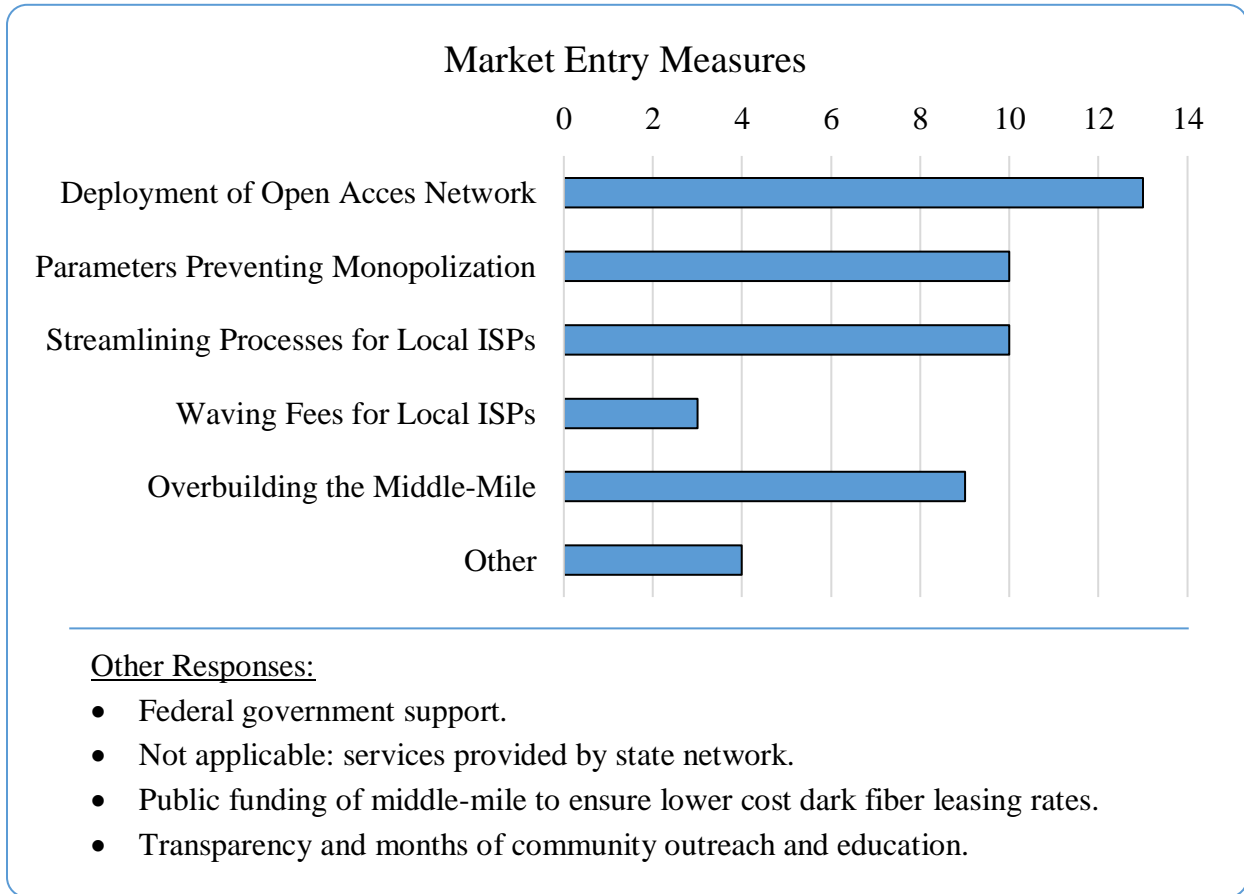 Market Entry Measures
0 2 4 6 8 10 12 14
Deployment of Open Acces Network
Parameters Preventing Monopolization
Streamlining Processes for Local ISPs
Waving Fees for Local ISPs
Overbuilding the Middle-Mile
Other
Other Responses:
• Federal government support.
• Not applicable: services provided by state network.
• Public funding of middle-mile to ensure lower cost dark fiber leasing rates.
• Transparency and months of community outreach and education.